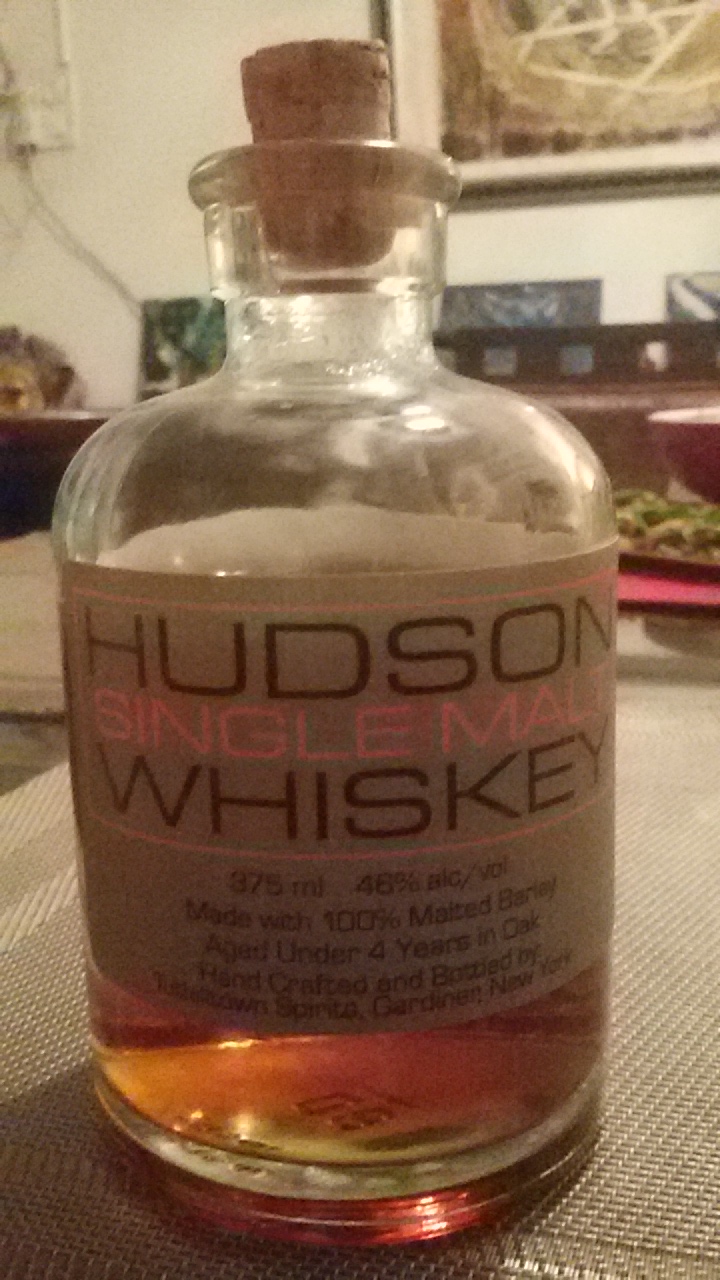 HUDSON
SINGLE MALT
WHISKEY
375 ml 46% alc/vol
Made with 100% Malted Barley
Aged Under 4 Years in Oak
Hand Crafted and Bottled by
Tuthilltown Spirits, Gardiner, New York